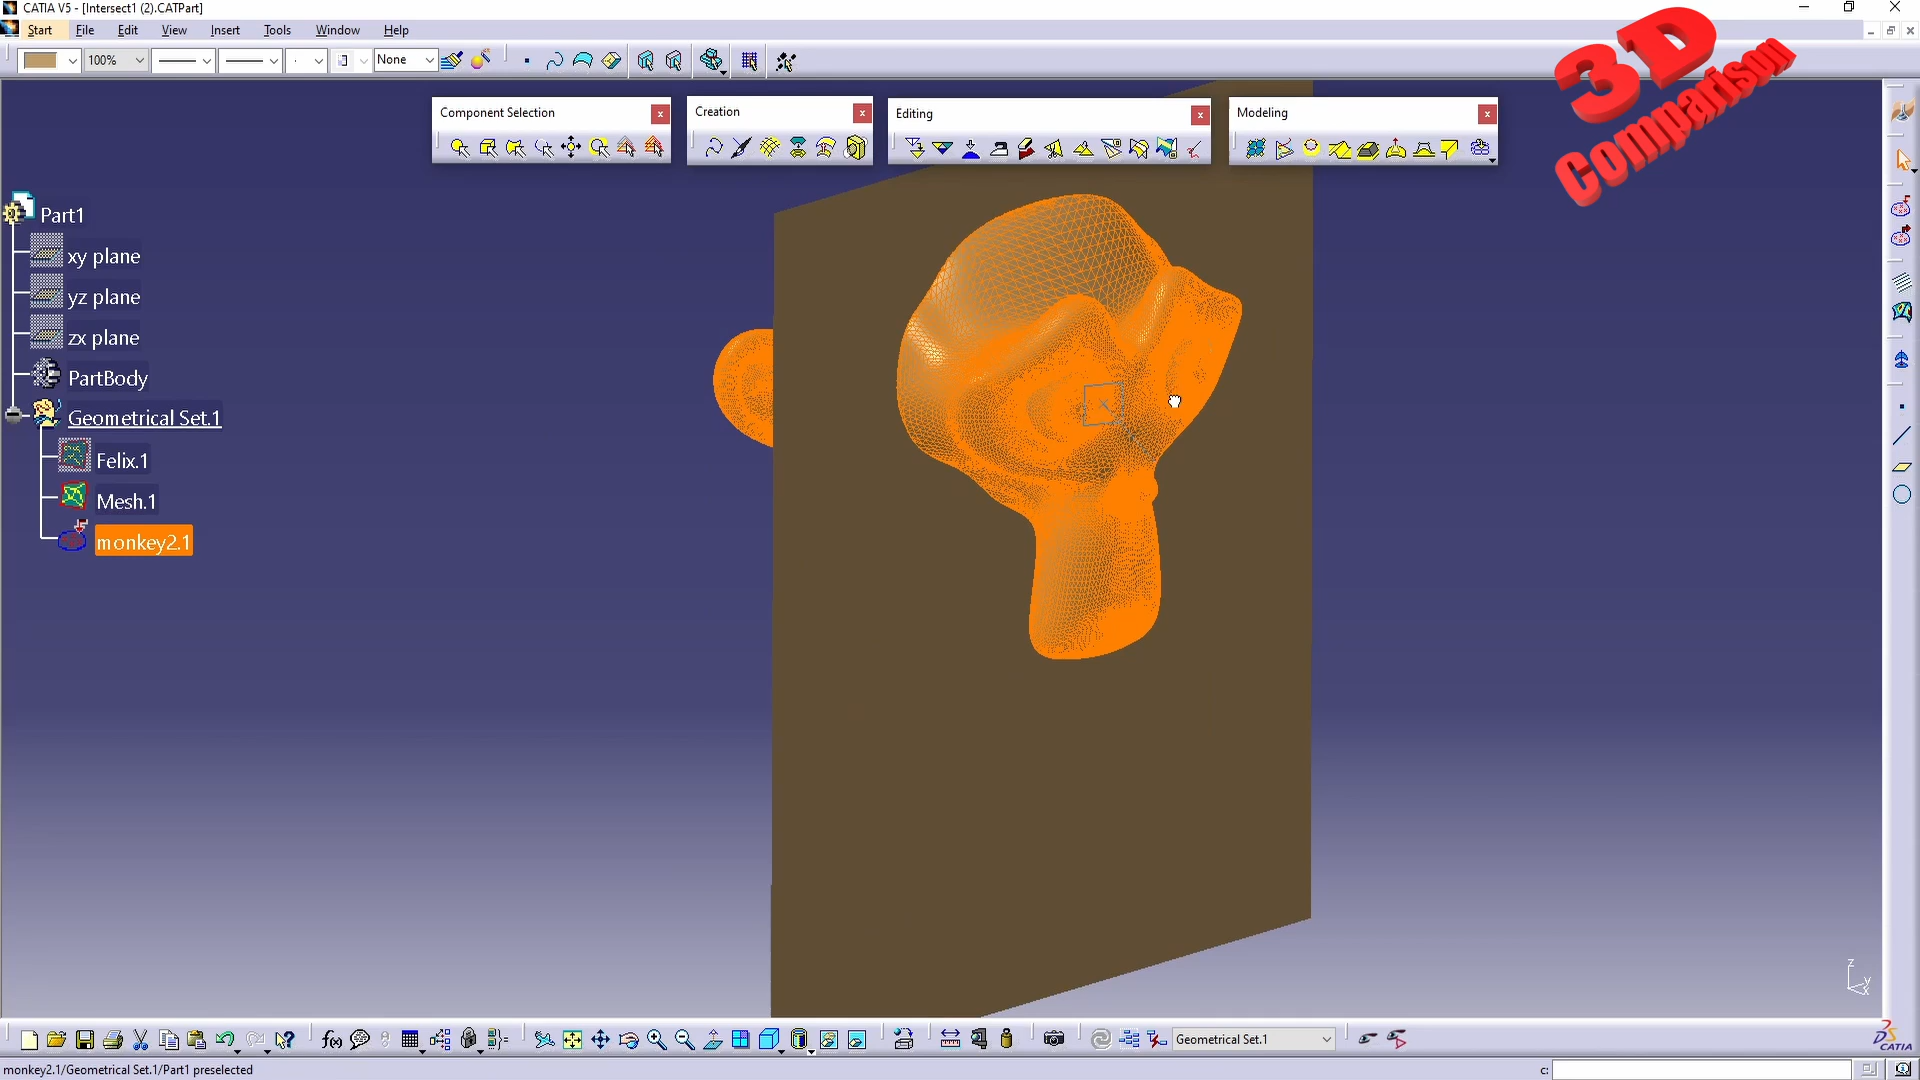 CATIA V5 - [Intersect1 (2).CATPart]
Start File Edit View Insert Tools Window Help
100% None
3D
Comparison
Component Selection
Creation
Editing
Modeling
Part1
xy plane
yz plane
zx plane
PartBody
Geometrical Set.1
Felix.1
Mesh.1
monkey2.1
z
y
x
f(x)
Geometrical Set.1
CATIA
monkey2.1/Geometrical Set.1/Part1 preselected
c: